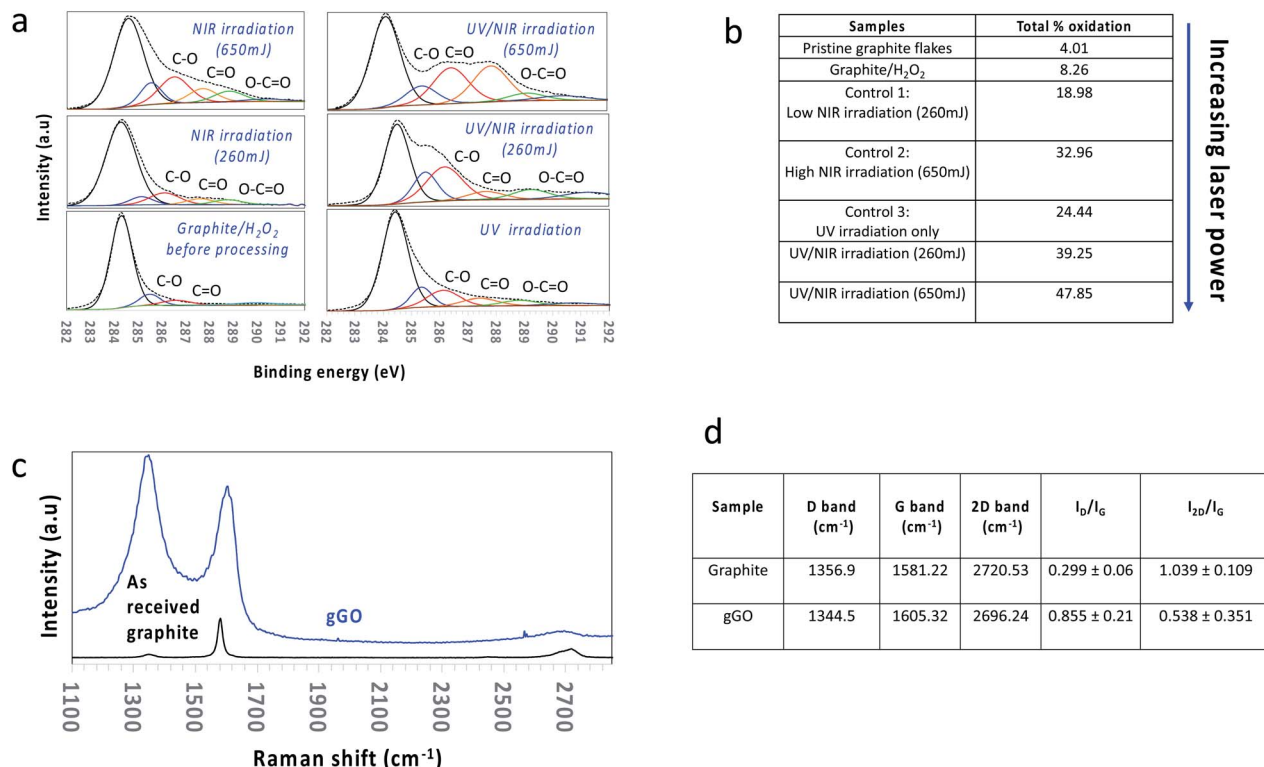 a
NIR irradiation
(650mJ)
C-O
C=O
O-C=O
UV/NIR irradiation
(650mJ)
C-O
C=O
O-C=O
NIR irradiation
(260mJ)
C-O
C=O
O-C=O
UV/NIR irradiation
(260mJ)
C-O
C=O
O-C=O
Graphite/H₂O₂
before processing
C-O
C=O
UV irradiation
C-O
C=O
O-C=O
Intensity (a.u)
282 283 284 285 286 287 288 289 290 291 292
282 283 284 285 286 287 288 289 290 291 292
Binding energy (eV)
b
Samples Total % oxidation
Pristine graphite flakes 4.01
Graphite/H₂O₂ 8.26
Control 1: 18.98
Low NIR irradiation (260mJ)
Control 2: 32.96
High NIR irradiation (650mJ)
Control 3: 24.44
UV irradiation only
UV/NIR irradiation (260mJ) 39.25
UV/NIR irradiation (650mJ) 47.85
Increasing laser power
c
Intensity (a.u)
As
received
graphite
gGO
1100 1300 1500 1700 1900 2100 2300 2500 2700
Raman shift (cm⁻¹)
d
Sample D band (cm⁻¹) G band (cm⁻¹) 2D band (cm⁻¹) I_D/I_G I_2D/I_G
Graphite 1356.9 1581.22 2720.53 0.299 ± 0.06 1.039 ± 0.109
gGO 1344.5 1605.32 2696.24 0.855 ± 0.21 0.538 ± 0.351